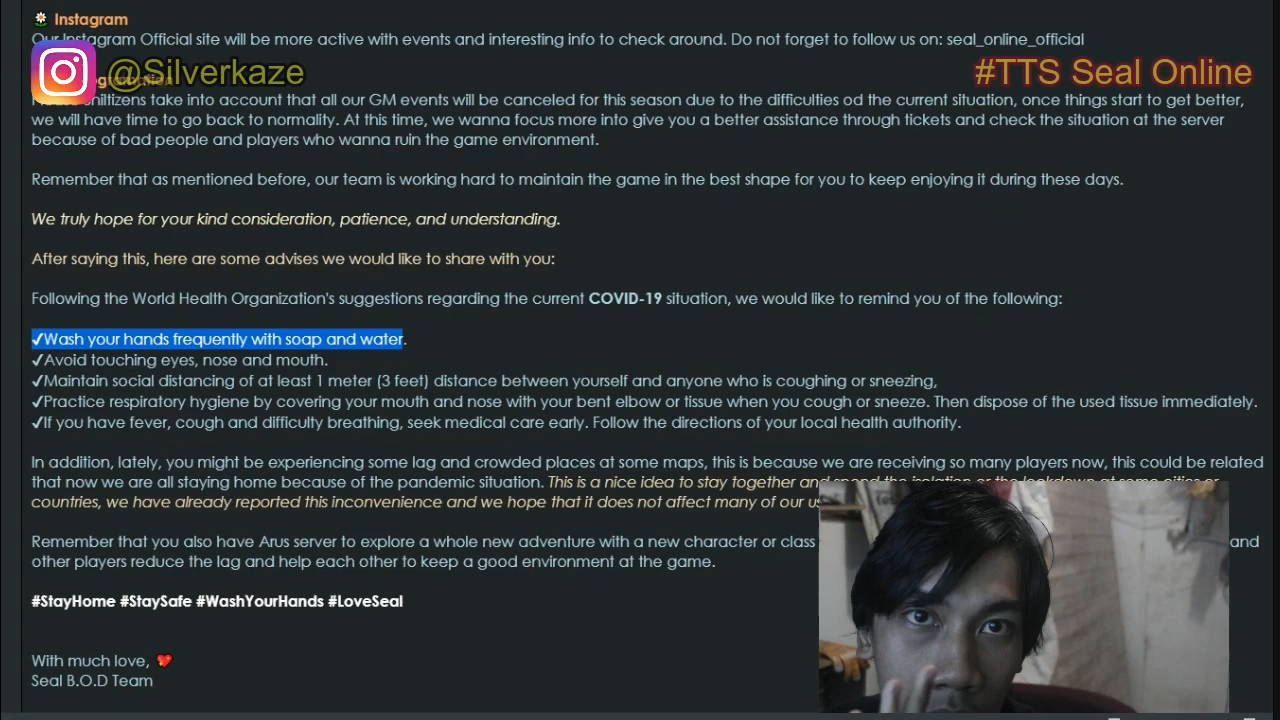 Instagram
Our Instagram Official site will be more active with events and interesting info to check around. Do not forget to follow us on: seal_online_official
@Silverkaze
#TTS Seal Online
take into account that all our GM events will be canceled for this season due to the difficulties od the current situation, once things start to get better,
we will have time to go back to normality. At this time, we wanna focus more into give you a better assistance through tickets and check the situation at the server
because of bad people and players who wanna ruin the game environment.
Remember that as mentioned before, our team is working hard to maintain the game in the best shape for you to keep enjoying it during these days.
We truly hope for your kind consideration, patience, and understanding.
After saying this, here are some advises we would like to share with you:
Following the World Health Organization's suggestions regarding the current COVID-19 situation, we would like to remind you of the following:
✓Wash your hands frequently with soap and water.
✓Avoid touching eyes, nose and mouth.
✓Maintain social distancing of at least 1 meter (3 feet) distance between yourself and anyone who is coughing or sneezing,
✓Practice respiratory hygiene by covering your mouth and nose with your bent elbow or tissue when you cough or sneeze. Then dispose of the used tissue immediately.
✓If you have fever, cough and difficulty breathing, seek medical care early. Follow the directions of your local health authority.
In addition, lately, you might be experiencing some lag and crowded places at some maps, this is because we are receiving so many players now, this could be related
that now we are all staying home because of the pandemic situation. This is a nice idea to stay together and spend the isolation or the lockdown at some cities or
countries, we have already reported this inconvenience and we hope that it does not affect many of our
Remember that you also have Arus server to explore a whole new adventure with a new character or class and
other players reduce the lag and help each other to keep a good environment at the game.
#StayHome #StaySafe #WashYourHands #LoveSeal
With much love,
Seal B.O.D Team